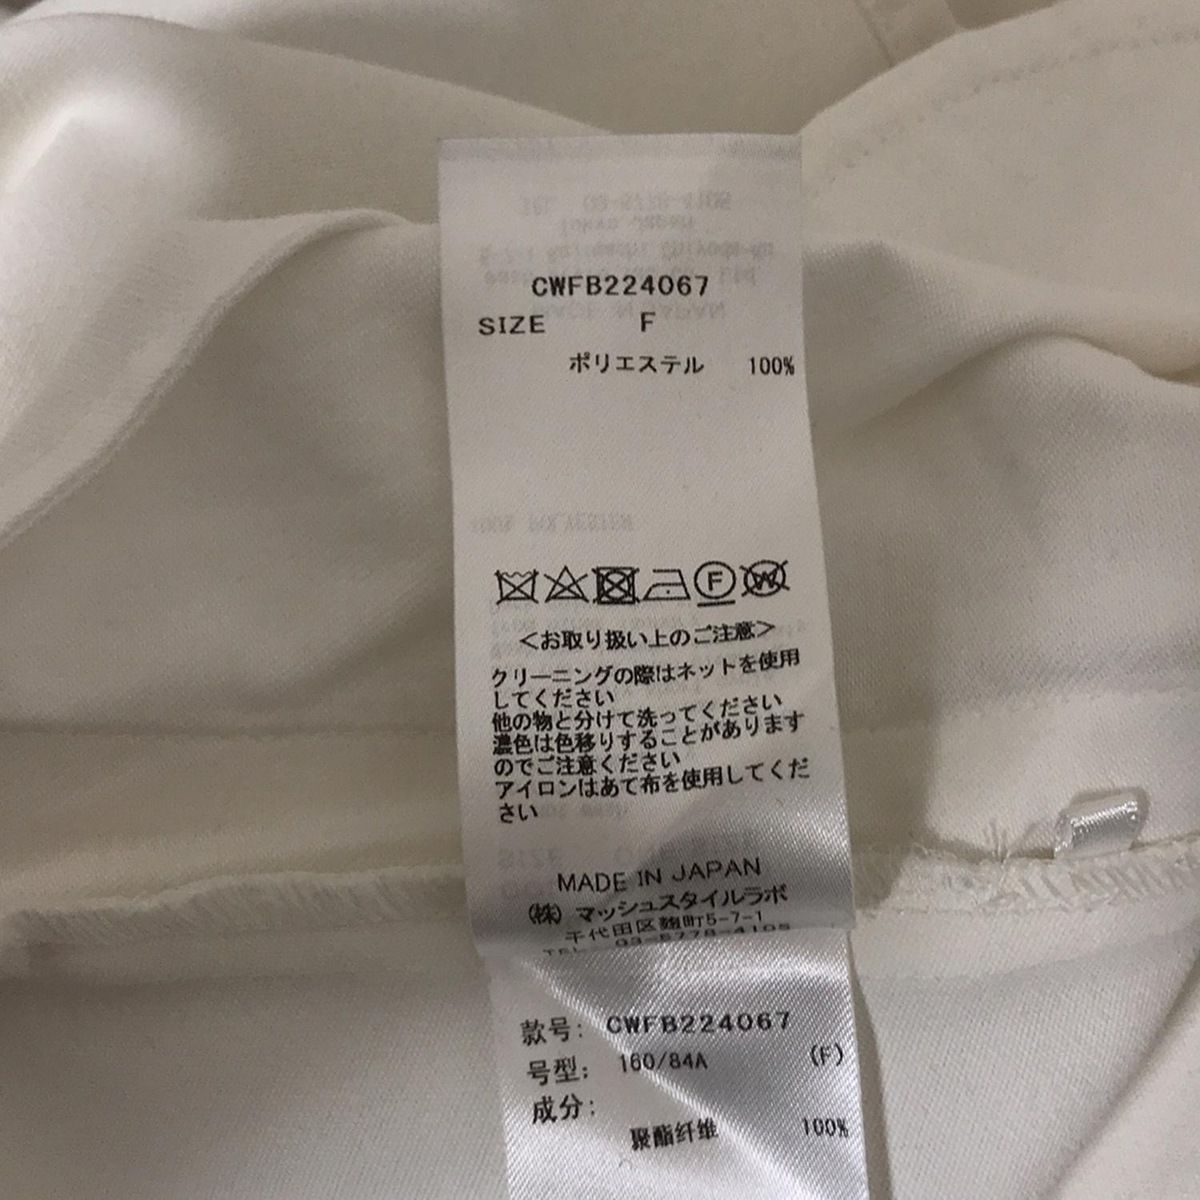 CWFB224067
SIZE F
ポリエステル 100%
F W
<お取り扱い上のご注意>
クリーニングの際はネットを使用
してください
他の物と分けて洗ってください
濃色は色移りすることがあります
のでご注意ください
アイロンはあて布を使用してくだ
さい
MADE IN JAPAN
(株) マッシュスタイルラボ
千代田区麹町5-7-1
TEL 03-5778-4105
款号: CWFB224067
号型: 160/84A (F)
成分:
聚酯纤维 100%